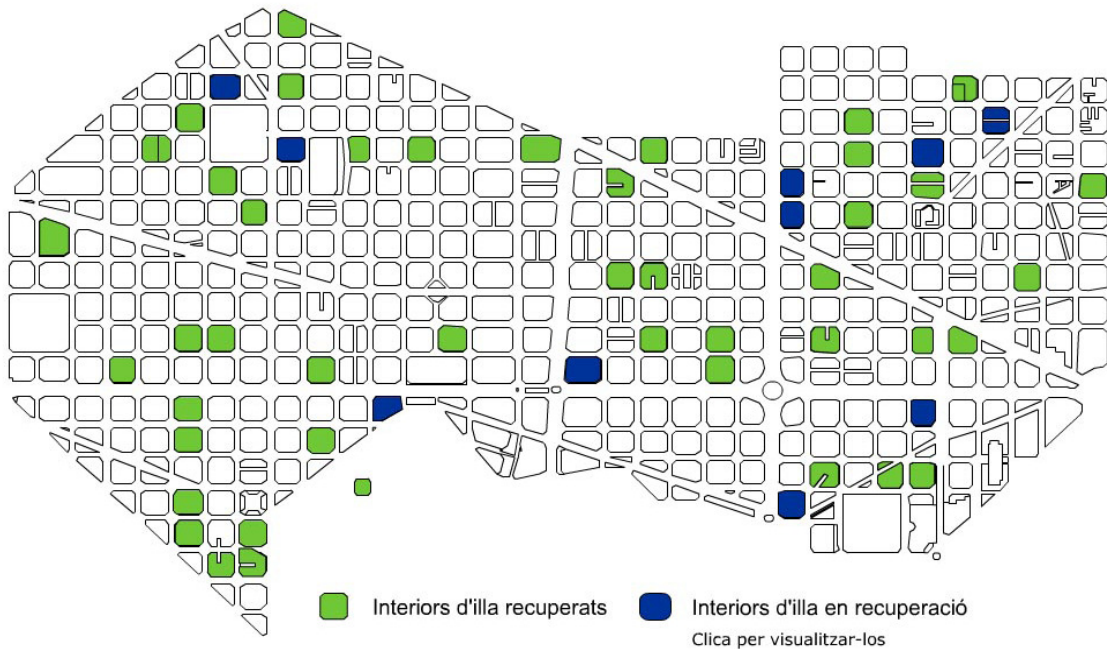 Interiors d'illa recuperats
Interiors d'illa en recuperació
Clica per visualitzar-los